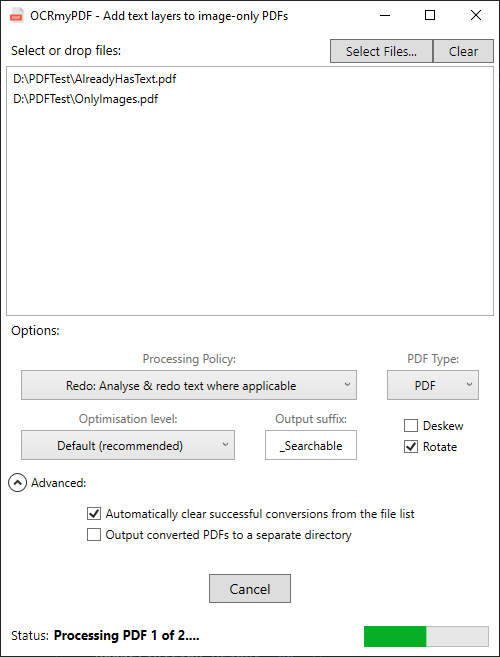 OCRmyPDF - Add text layers to image-only PDFs
Select or drop files:
Select Files...
Clear
D:\PDFTest\AlreadyHasText.pdf
D:\PDFTest\OnlyImages.pdf
Options:
Processing Policy:
PDF Type:
Redo: Analyse & redo text where applicable
PDF
Optimisation level:
Output suffix:
Default (recommended)
_Searchable
Deskew
Rotate
Advanced:
Automatically clear successful conversions from the file list
Output converted PDFs to a separate directory
Cancel
Status: Processing PDF 1 of 2....